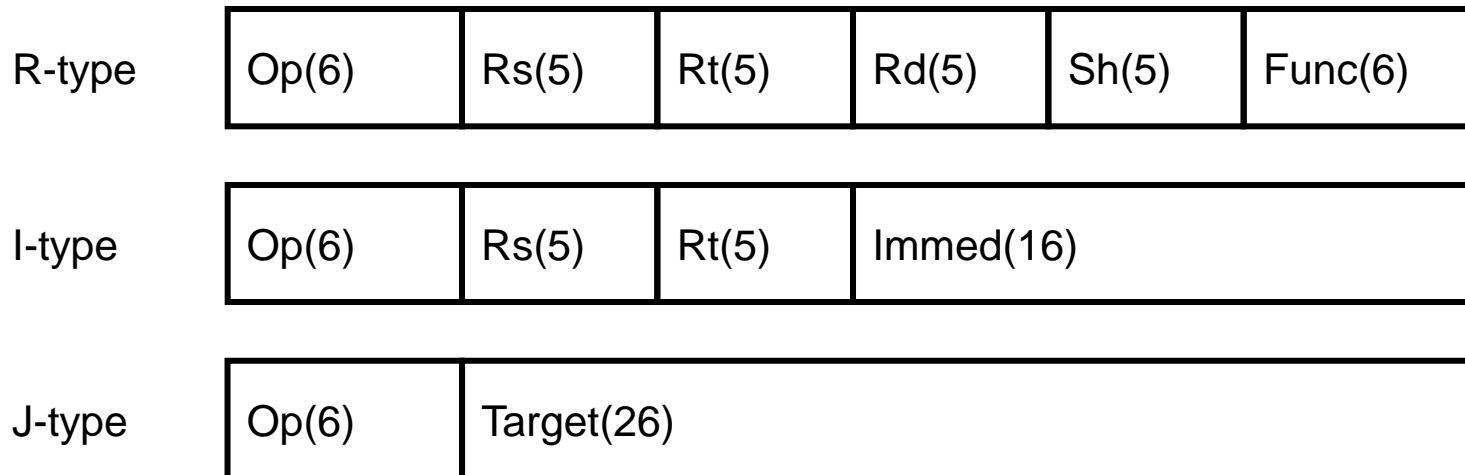 R-type Op(6) Rs(5) Rt(5) Rd(5) Sh(5) Func(6)
I-type Op(6) Rs(5) Rt(5) Immed(16)
J-type Op(6) Target(26)